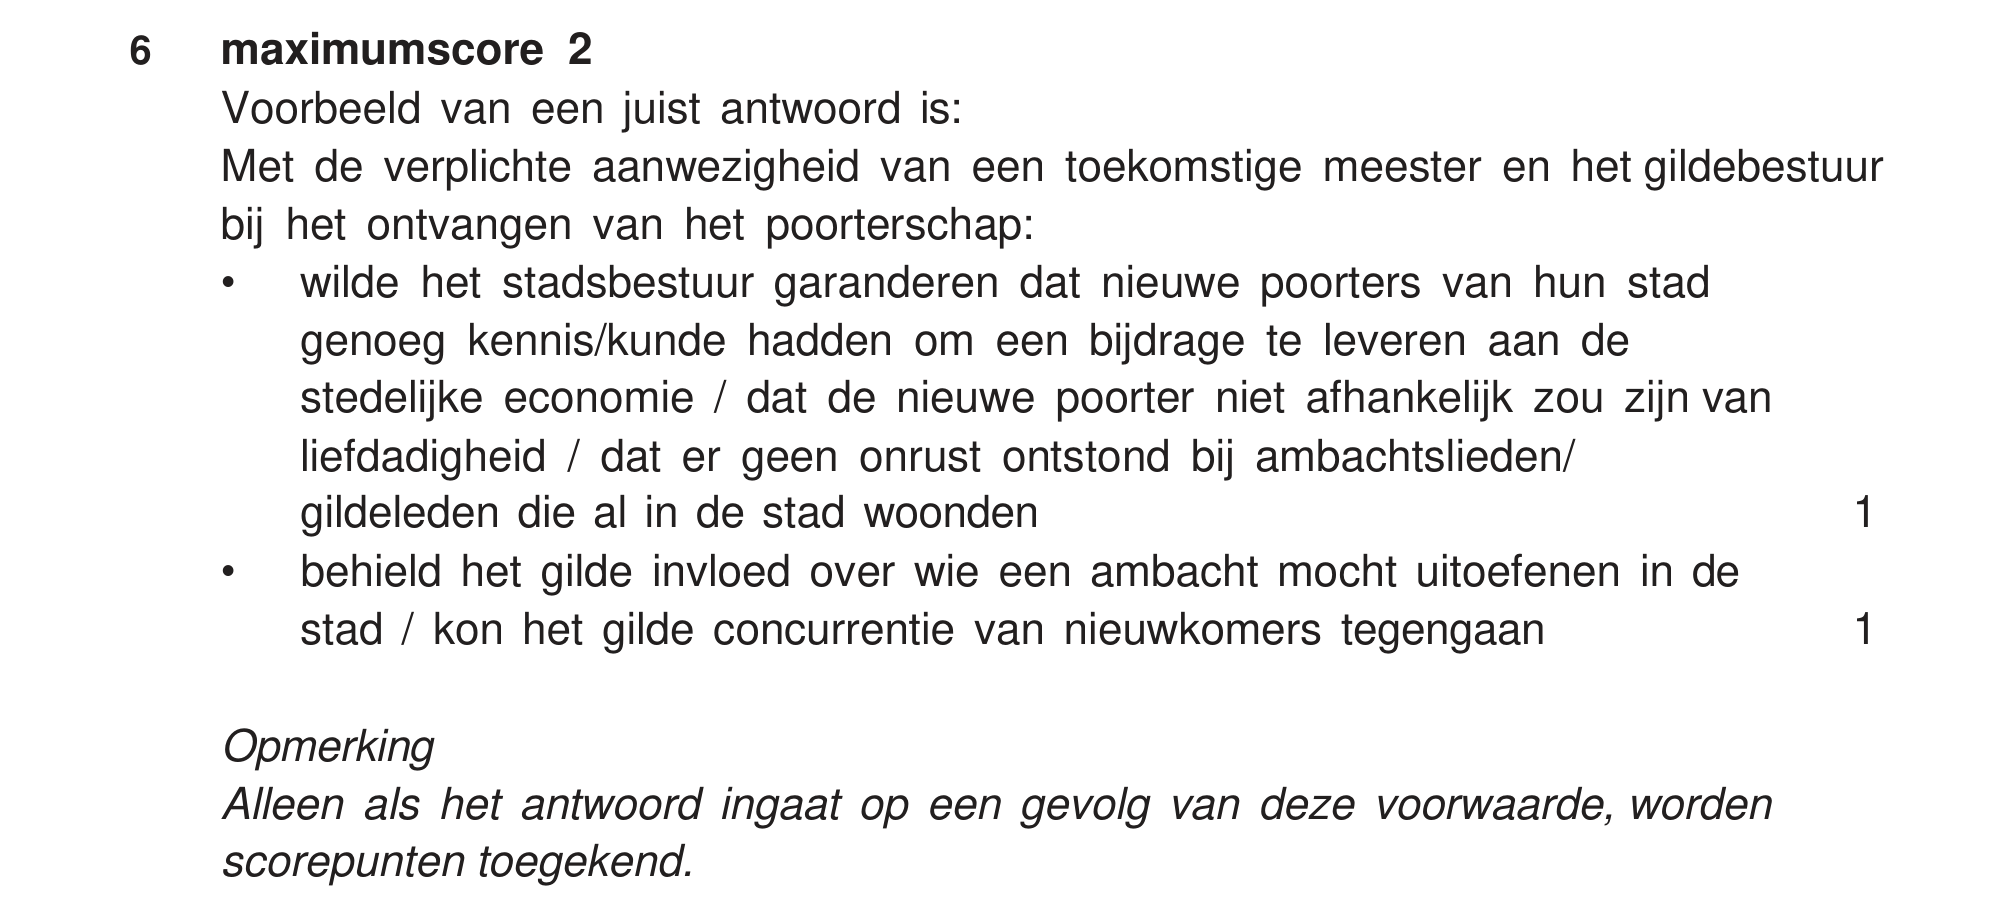 6 maximumscore 2
Voorbeeld van een juist antwoord is:
Met de verplichte aanwezigheid van een toekomstige meester en het gildebestuur
bij het ontvangen van het poorterschap:
• wilde het stadsbestuur garanderen dat nieuwe poorters van hun stad
genoeg kennis/kunde hadden om een bijdrage te leveren aan de
stedelijke economie / dat de nieuwe poorter niet afhankelijk zou zijn van
liefdadigheid / dat er geen onrust ontstond bij ambachtslieden/
gildeleden die al in de stad woonden 1
• behield het gilde invloed over wie een ambacht mocht uitoefenen in de
stad / kon het gilde concurrentie van nieuwkomers tegengaan 1
Opmerking
Alleen als het antwoord ingaat op een gevolg van deze voorwaarde, worden
scorepunten toegekend.